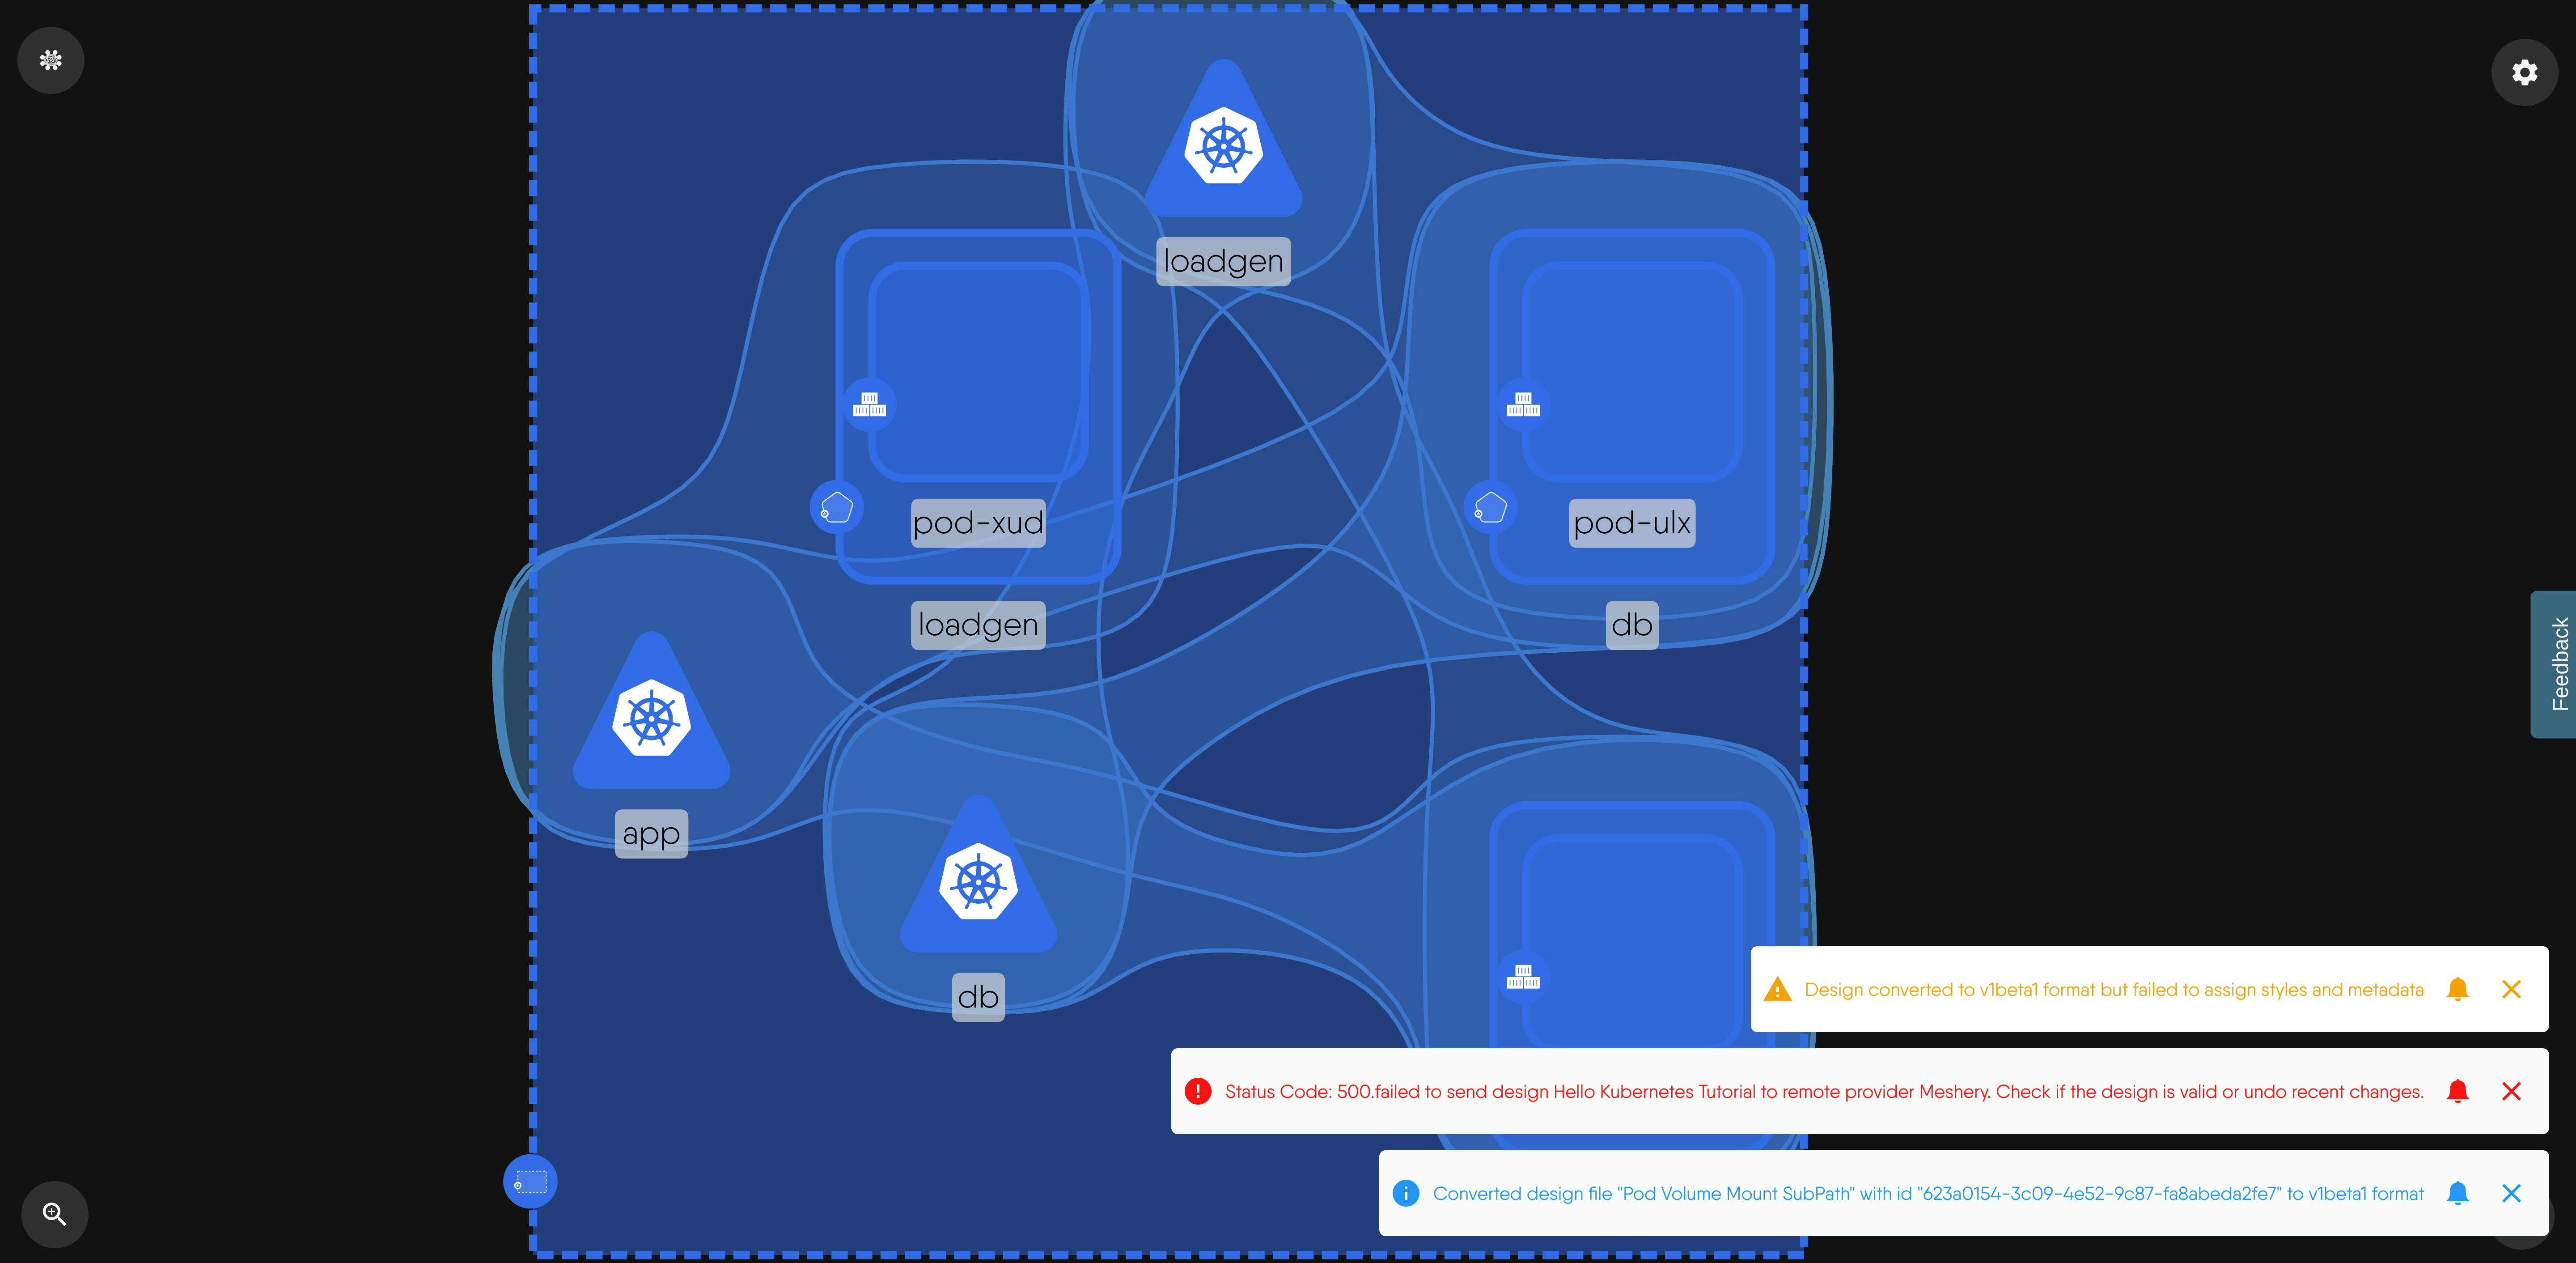 loadgen
pod-xud
pod-ulx
loadgen
db
app
db
Feedback
Design converted to v1beta1 format but failed to assign styles and metadata
Status Code: 500.failed to send design Hello Kubernetes Tutorial to remote provider Meshery. Check if the design is valid or undo recent changes.
Converted design file "Pod Volume Mount SubPath" with id "623a0154-3c09-4e52-9c87-fa8abeda2fe7" to v1beta1 format